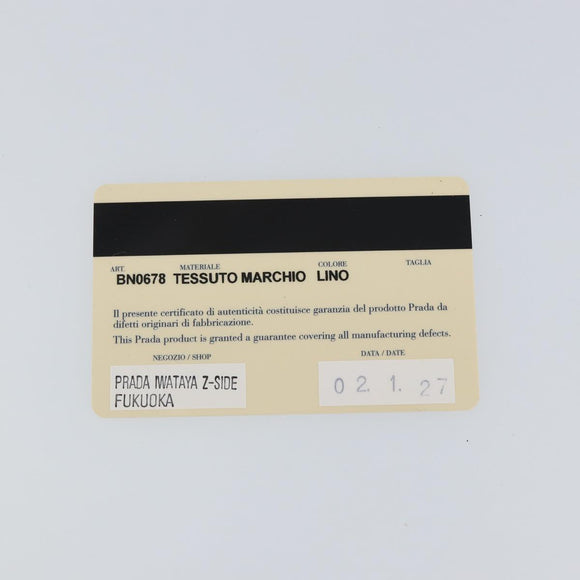 ART. MATERIALE COLORE TAGLIA
BN0678 TESSUTO MARCHIO LINO
Il presente certificato di autenticità costituisce garanzia del prodotto Prada da
difetti originari di fabbricazione.
This Prada product is granted a guarantee covering all manufacturing defects.
NEGOZIO / SHOP DATA / DATE
PRADA IWATAYA Z-SIDE
FUKUOKA
02. 1. 27